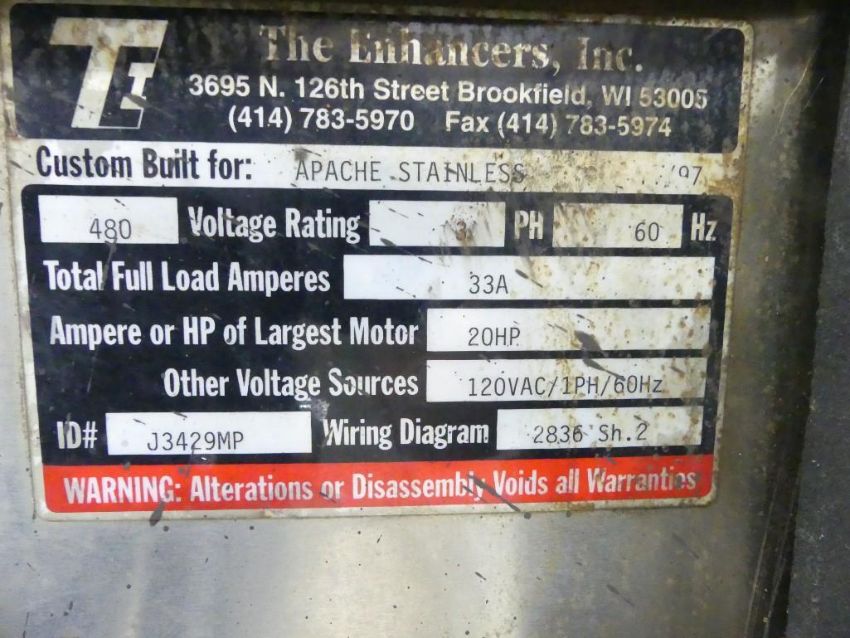 TEI The Enhancers, Inc.
3695 N. 126th Street Brookfield, WI 53005
(414) 783-5970 Fax (414) 783-5974
Custom Built for: APACHE STAINLESS /97
480 Voltage Rating 3 PH 60 Hz
Total Full Load Amperes 33A
Ampere or HP of Largest Motor 20HP
Other Voltage Sources 120VAC/1PH/60Hz
ID# J3429MP Wiring Diagram 2836 Sh.2
WARNING: Alterations or Disassembly Voids all Warranties